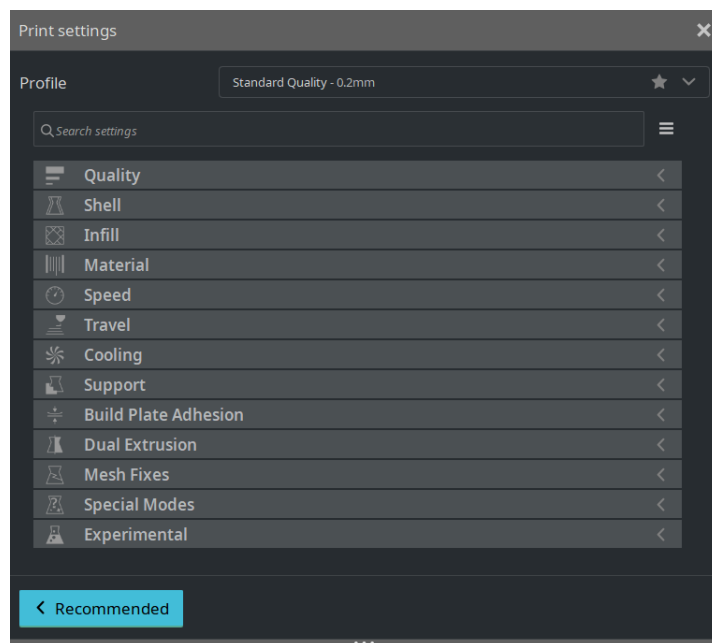 Print settings
Profile
Standard Quality - 0.2mm
Search settings
Quality
Shell
Infill
Material
Speed
Travel
Cooling
Support
Build Plate Adhesion
Dual Extrusion
Mesh Fixes
Special Modes
Experimental
Recommended